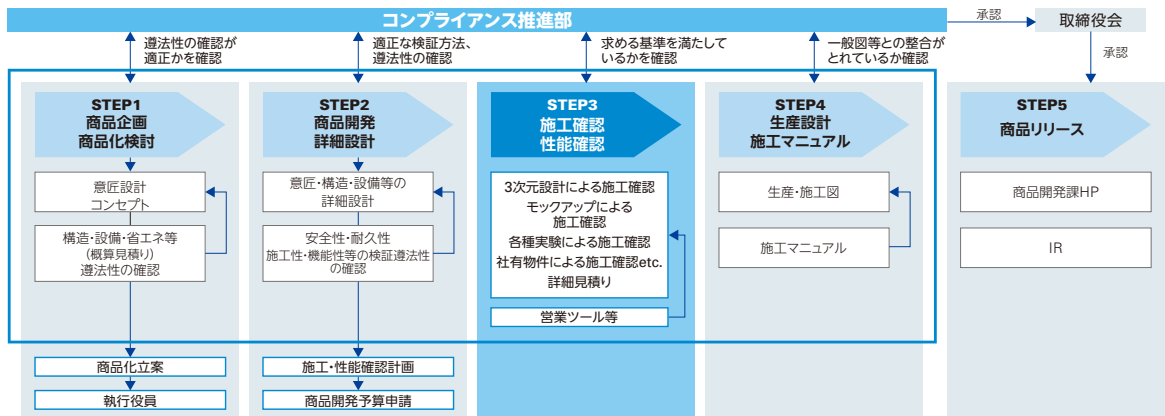 コンプライアンス推進部
承認
取締役会
承認
遵法性の確認が
適正かを確認
適正な検証方法、
遵法性の確認
求める基準を満たして
いるかを確認
一般図等との整合が
とれているか確認
STEP1
商品企画
商品化検討
意匠設計
コンセプト
構造・設備・省エネ等
(概算見積り)
遵法性の確認
商品化立案
執行役員
STEP2
商品開発
詳細設計
意匠・構造・設備等の
詳細設計
安全性・耐久性
施工性・機能性等の検証遵法性
の確認
施工・性能確認計画
商品開発予算申請
STEP3
施工確認
性能確認
3次元設計による施工確認
モックアップによる
施工確認
各種実験による施工確認
社有物件による施工確認etc.
詳細見積り
営業ツール等
STEP4
生産設計
施工マニュアル
生産・施工図
施工マニュアル
STEP5
商品リリース
商品開発課HP
IR